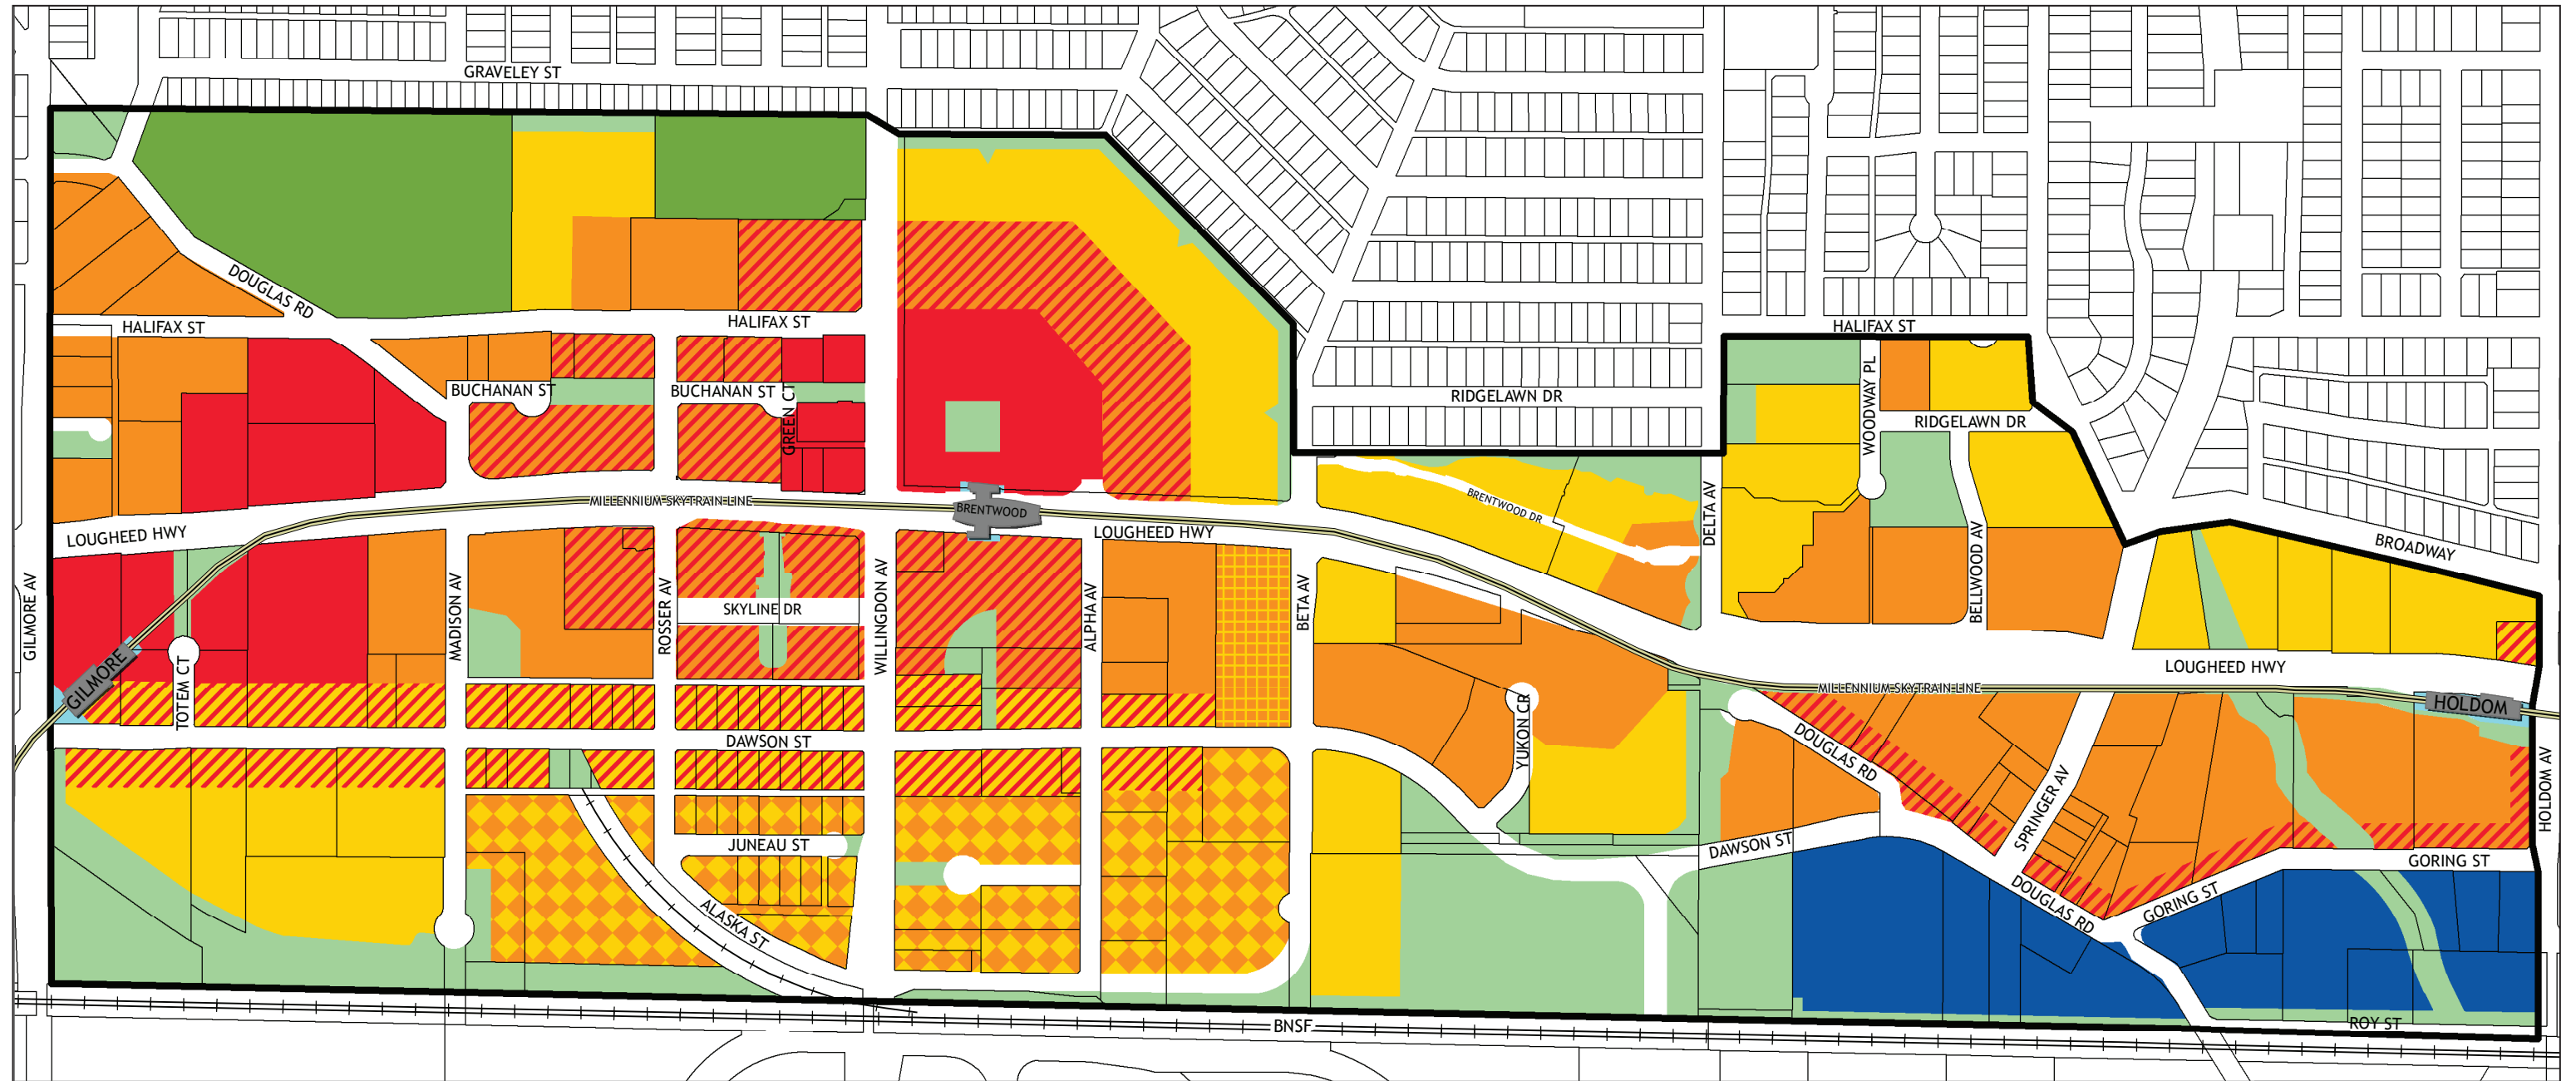 GRAVELEY ST
DOUGLAS RD
HALIFAX ST
HALIFAX ST
HALIFAX ST
WOODWAY PL
BUCHANAN ST
BUCHANAN ST
GREEN CT
RIDGELAWN DR
RIDGELAWN DR
MILLENNIUM SKYTRAIN LINE
BRENTWOOD
BRENTWOOD DR
DELTA AV
LOUGHEED HWY
LOUGHEED HWY
BELLWOOD AV
BROADWAY
GILMORE AV
MADISON AV
ROSSER AV
SKYLINE DR
WILLINGDON AV
ALPHA AV
BETA AV
LOUGHEED HWY
GILMORE
TOTEM CT
MILLENNIUM SKYTRAIN LINE
HOLDOM
YUKON CR
DAWSON ST
DOUGLAS RD
SPRINGER AV
HOLDOM AV
JUNEAU ST
DAWSON ST
GORING ST
ALASKA ST
DOUGLAS RD
GORING ST
BNSF
ROY ST